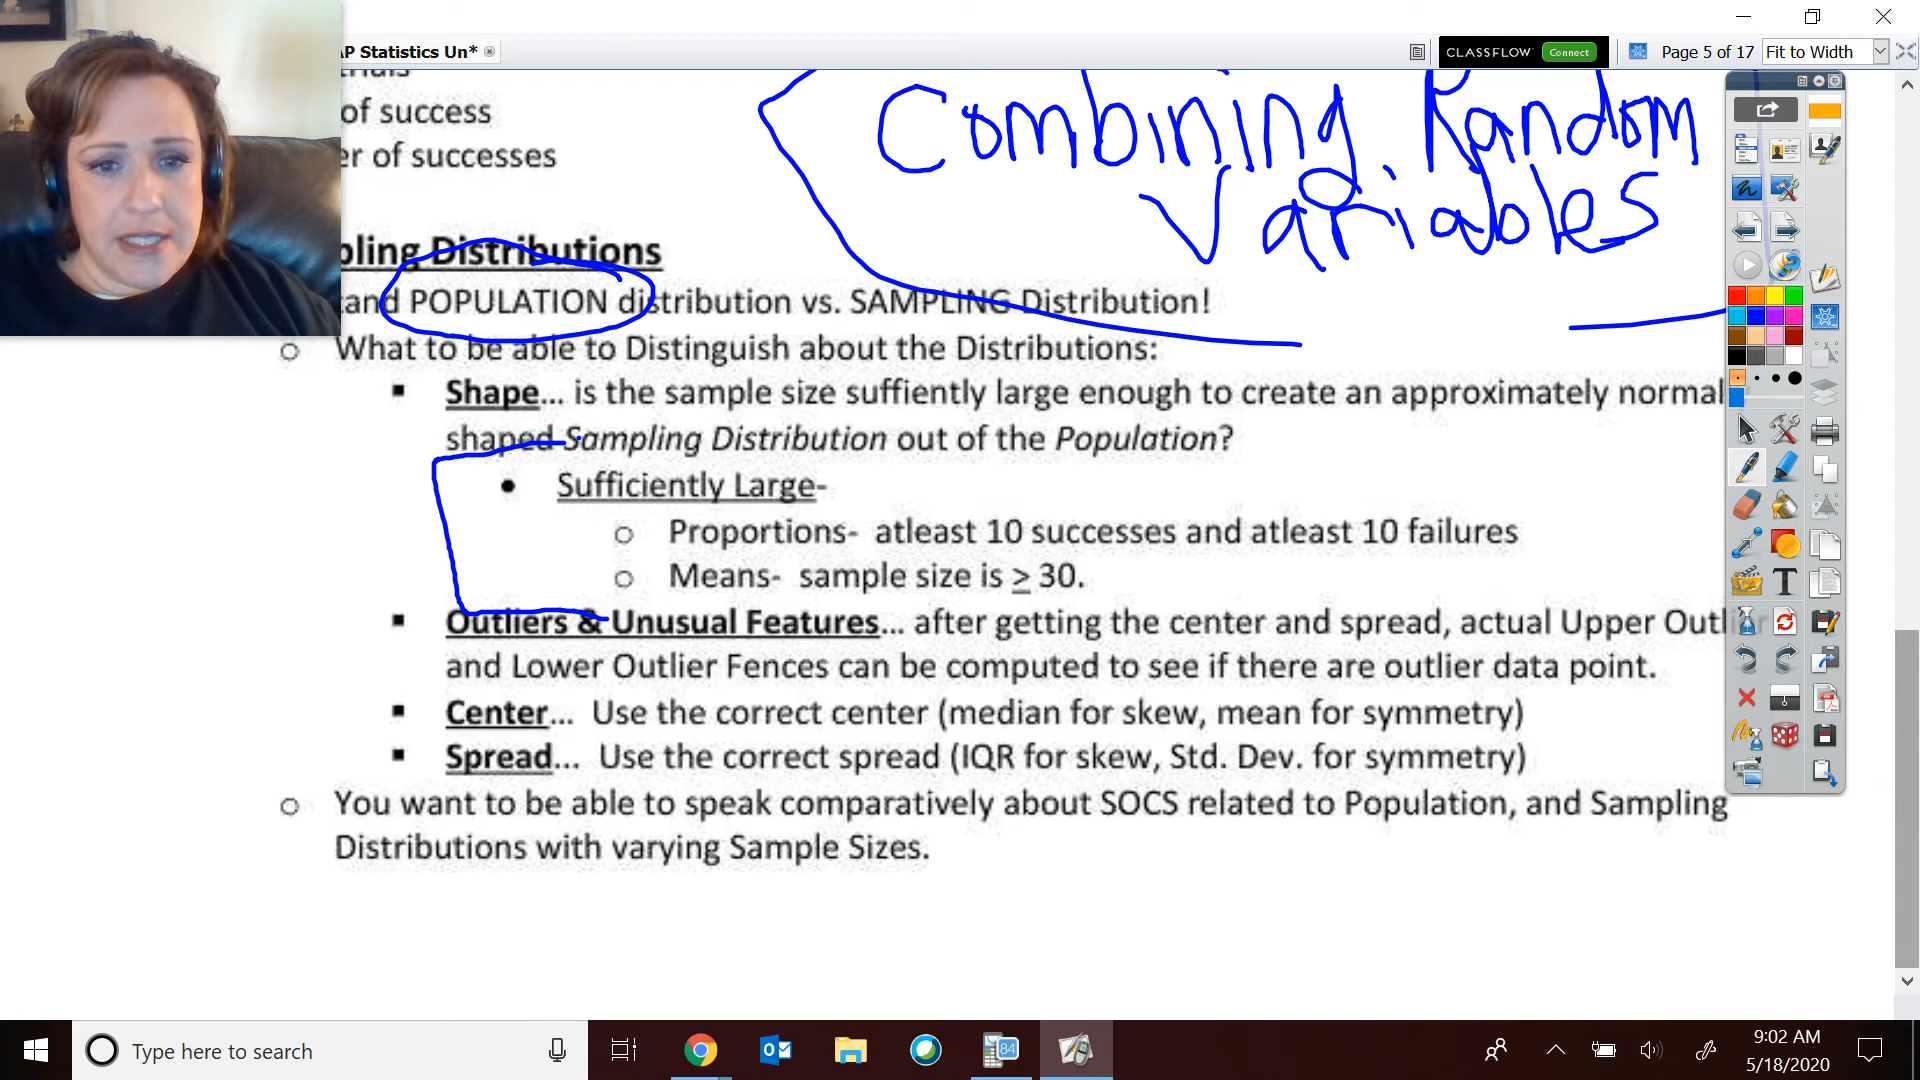 AP Statistics Un*
CLASSFLOW Connect
Page 5 of 17
Fit to Width
of success
er of successes
Combining Random
Variables
pling Distributions
tand POPULATION distribution vs. SAMPLING Distribution!
o What to be able to Distinguish about the Distributions:
▪ Shape... is the sample size suffiently large enough to create an approximately normal
shaped Sampling Distribution out of the Population?
• Sufficiently Large-
o Proportions- atleast 10 successes and atleast 10 failures
o Means- sample size is ≥ 30.
▪ Outliers & Unusual Features... after getting the center and spread, actual Upper Outlier
and Lower Outlier Fences can be computed to see if there are outlier data point.
▪ Center... Use the correct center (median for skew, mean for symmetry)
▪ Spread... Use the correct spread (IQR for skew, Std. Dev. for symmetry)
o You want to be able to speak comparatively about SOCS related to Population, and Sampling
Distributions with varying Sample Sizes.
Type here to search
84
9:02 AM
5/18/2020